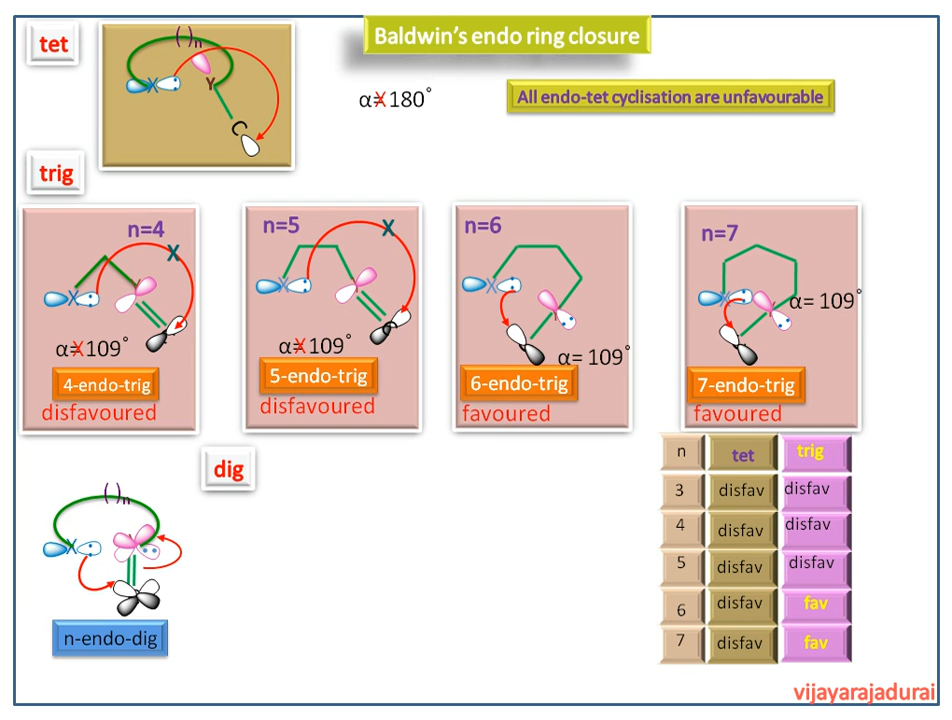 Baldwin's endo ring closure
tet
( )n
X
Y
α≠180°
All endo-tet cyclisation are unfavourable
trig
n=4
X
X
Y
α≠109°
4-endo-trig
disfavoured
n=5
X
X
Y
α≠109°
5-endo-trig
disfavoured
n=6
X
Y
α= 109°
6-endo-trig
favoured
n=7
X
Y
α= 109°
7-endo-trig
favoured
dig
( )n
X
Y
n-endo-dig
n tet trig
3 disfav disfav
4 disfav disfav
5 disfav disfav
6 disfav fav
7 disfav fav
vijayarajadurai